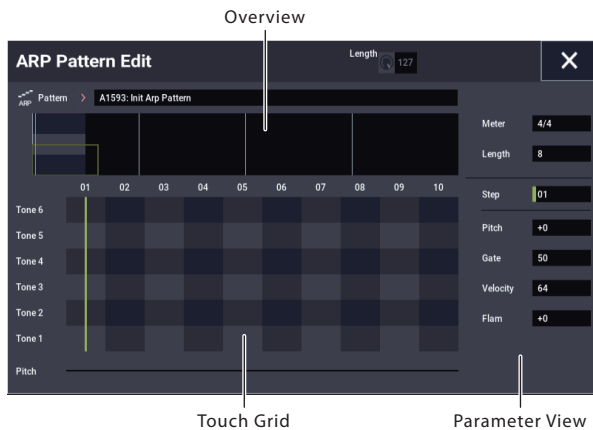 Overview
ARP Pattern Edit
Length 127
ARP Pattern > A1593: Init Arp Pattern
Meter 4/4
Length 8
01 02 03 04 05 06 07 08 09 10
Step 01
Tone 6
Tone 5
Pitch +0
Tone 4
Gate 50
Tone 3
Velocity 64
Tone 2
Flam +0
Tone 1
Pitch
Touch Grid
Parameter View